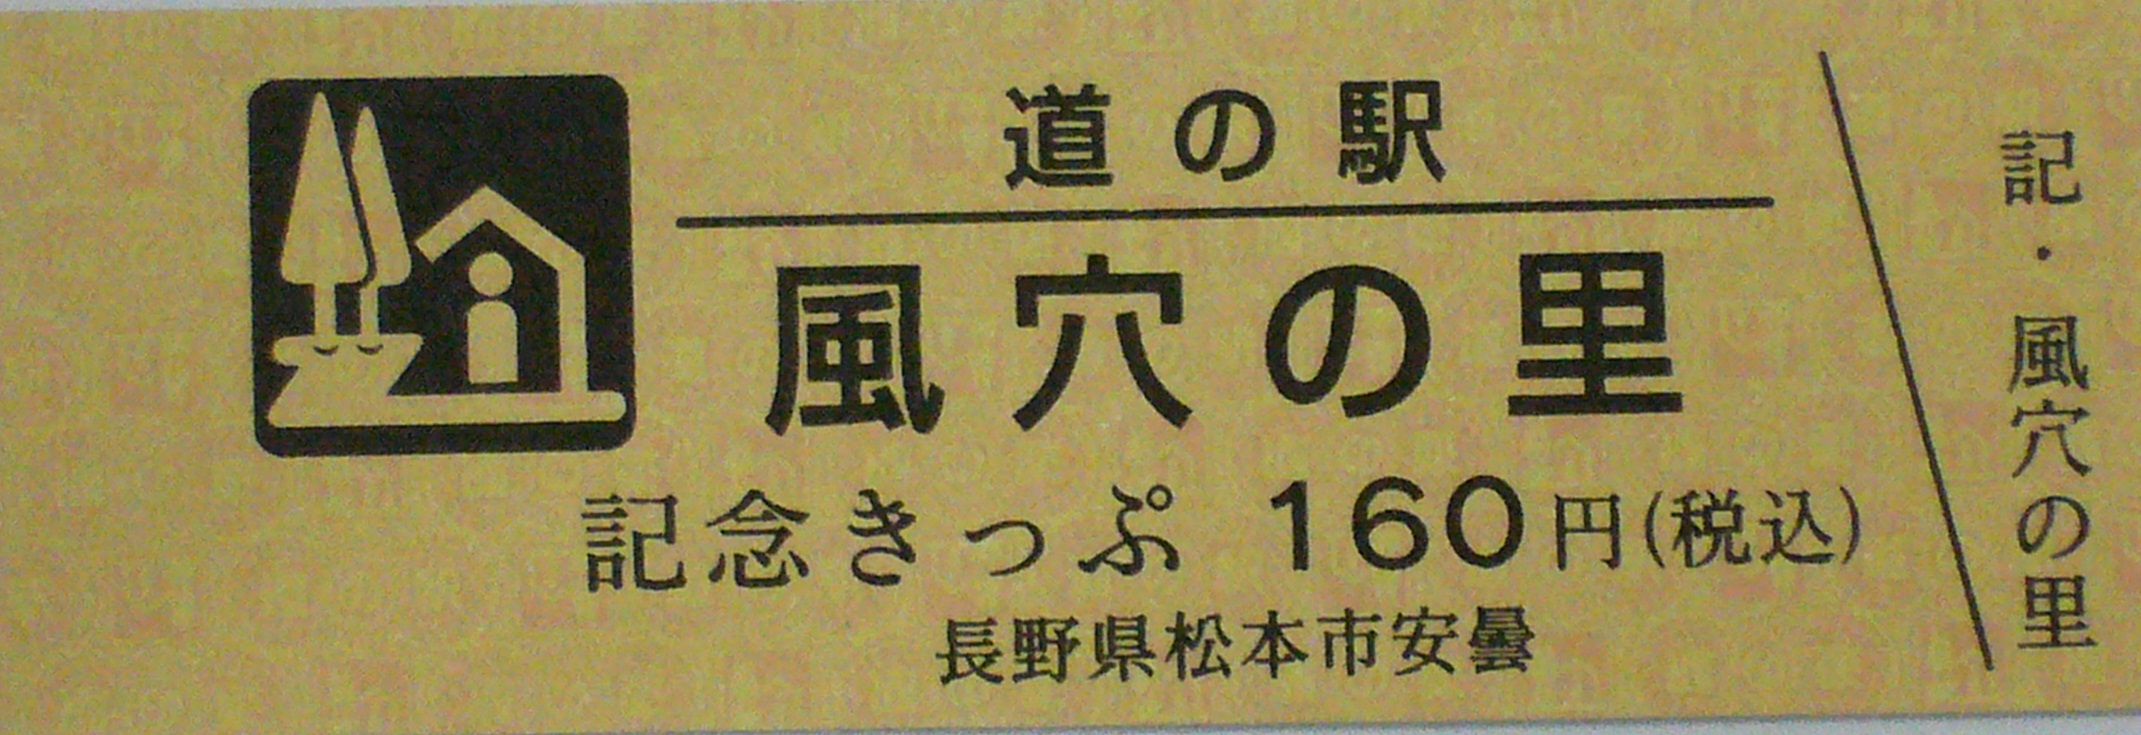 道の駅
風穴の里
記念きっぷ 160円(税込)
長野県松本市安曇
記・風穴の里